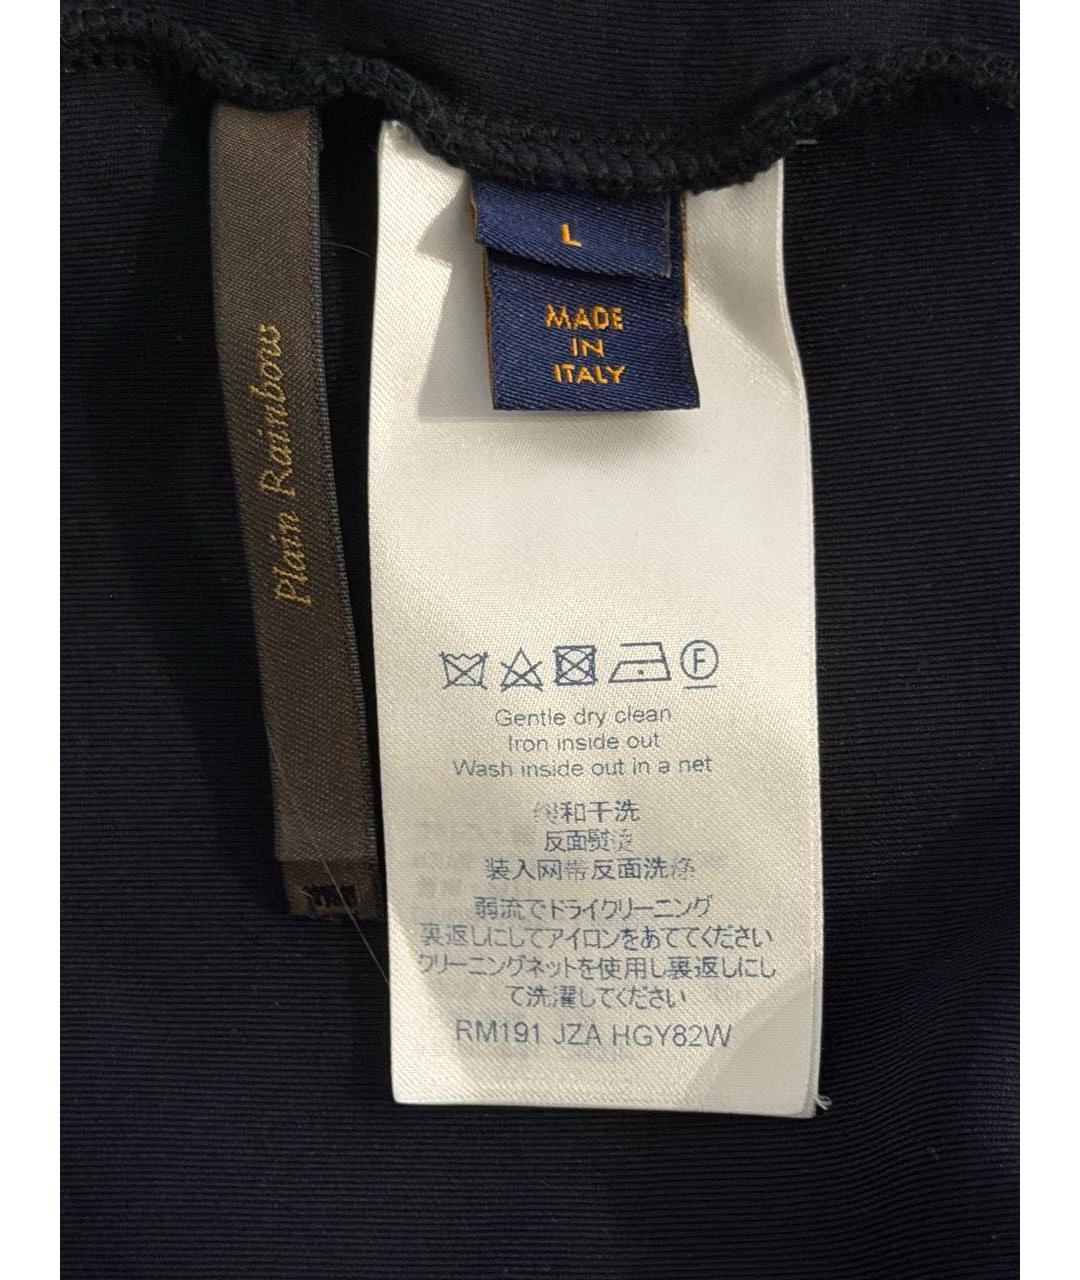 Plain Rainbow
L
MADE
IN
ITALY
F
Gentle dry clean
Iron inside out
Wash inside out in a net
缓和干洗
反面熨烫
装入网带反面洗涤
弱流でドライクリーニング
裏返しにしてアイロンをあててください
クリーニングネットを使用し裏返しにし
て洗濯してください
RM191 JZA HGY82W